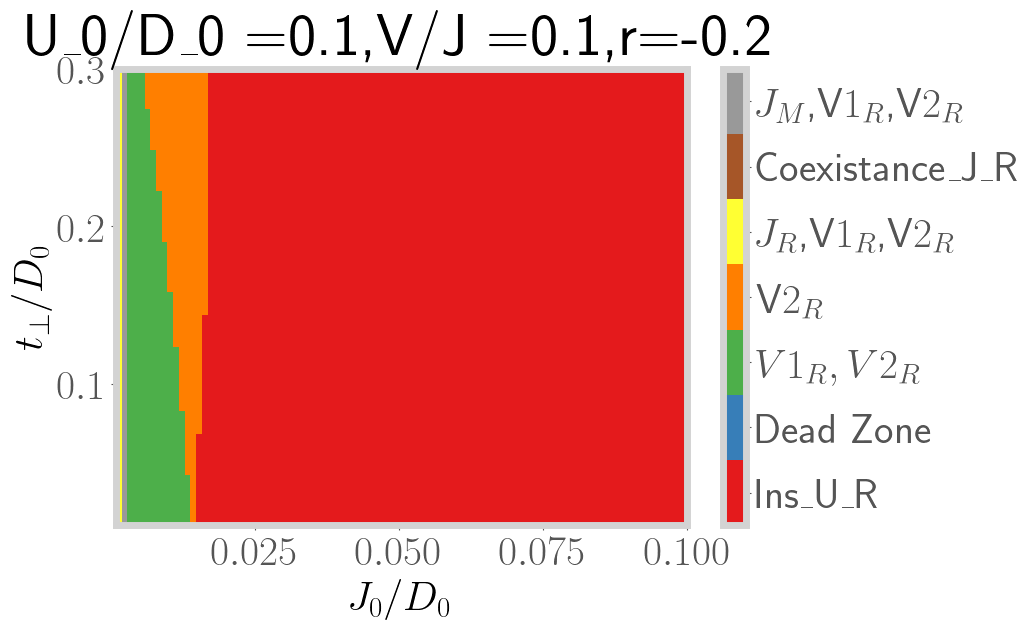 U_0/D_0 =0.1,V/J =0.1,r=-0.2
0.3
0.2
0.1
t⊥/D0
0.025 0.050 0.075 0.100
J0/D0
JM,V1R,V2R
Coexistance_J_R
JR,V1R,V2R
V2R
V1R, V2R
Dead Zone
Ins_U_R